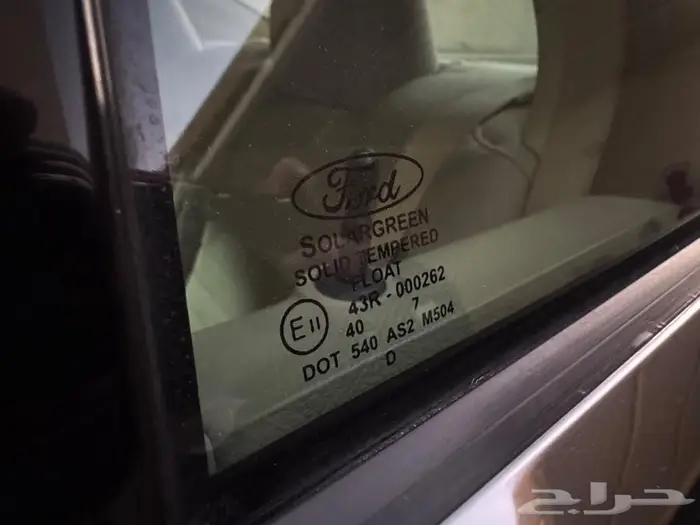 Ford
SOLARGREEN
SOLID TEMPERED
FLOAT
E11 43R-000262
40 7
DOT 540 AS2 M504
D
حراج